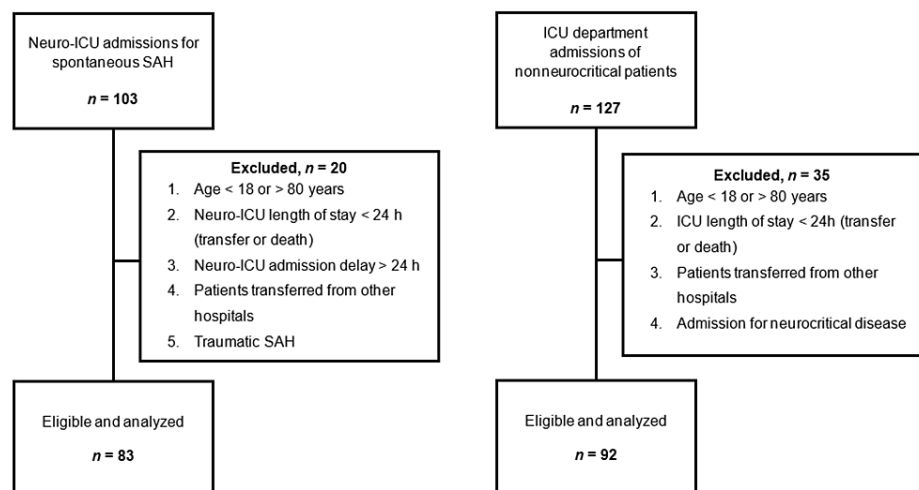 Neuro-ICU admissions for
spontaneous SAH
n = 103
Excluded, n = 20
1. Age < 18 or > 80 years
2. Neuro-ICU length of stay < 24 h
(transfer or death)
3. Neuro-ICU admission delay > 24 h
4. Patients transferred from other
hospitals
5. Traumatic SAH
Eligible and analyzed
n = 83
ICU department
admissions of
nonneurocritical patients
n = 127
Excluded, n = 35
1. Age < 18 or > 80 years
2. ICU length of stay < 24h (transfer
or death)
3. Patients transferred from other
hospitals
4. Admission for neurocritical disease
Eligible and analyzed
n = 92